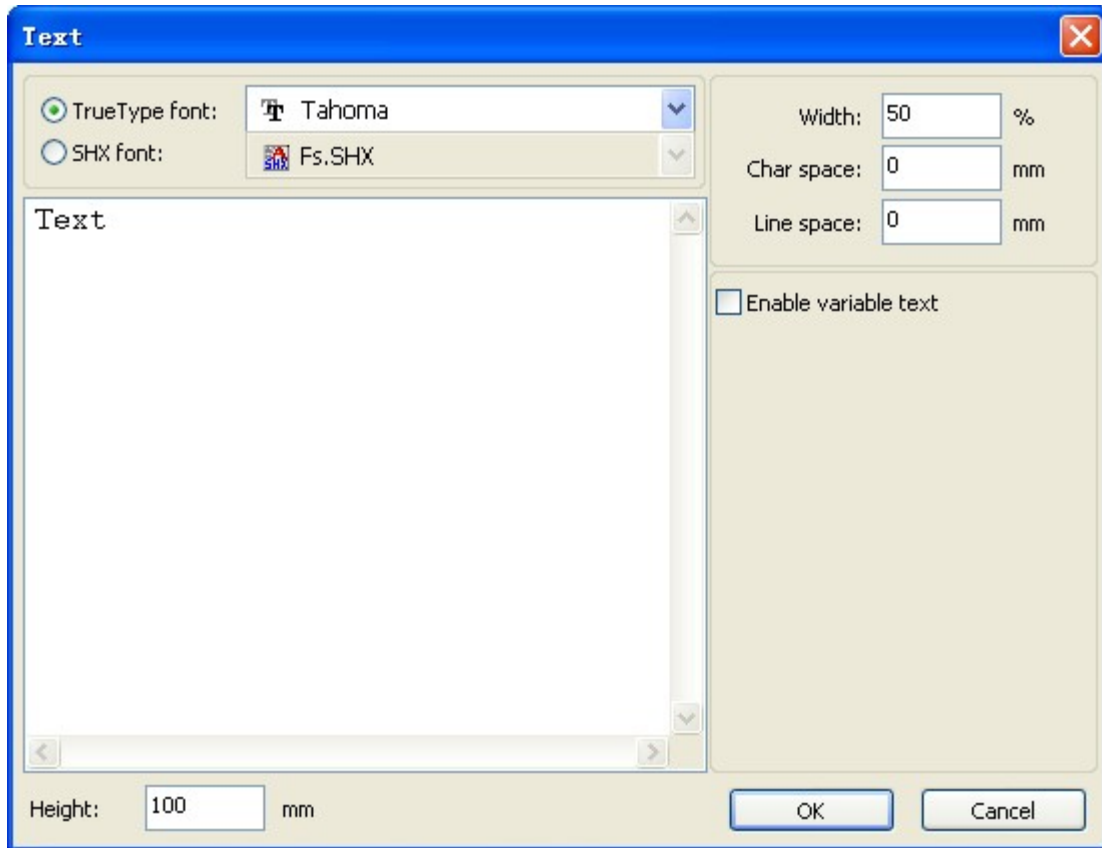 Text
TrueType font: Tahoma
SHX font: Fs.SHX
Text
Width: 50 %
Char space: 0 mm
Line space: 0 mm
Enable variable text
Height: 100 mm
OK Cancel